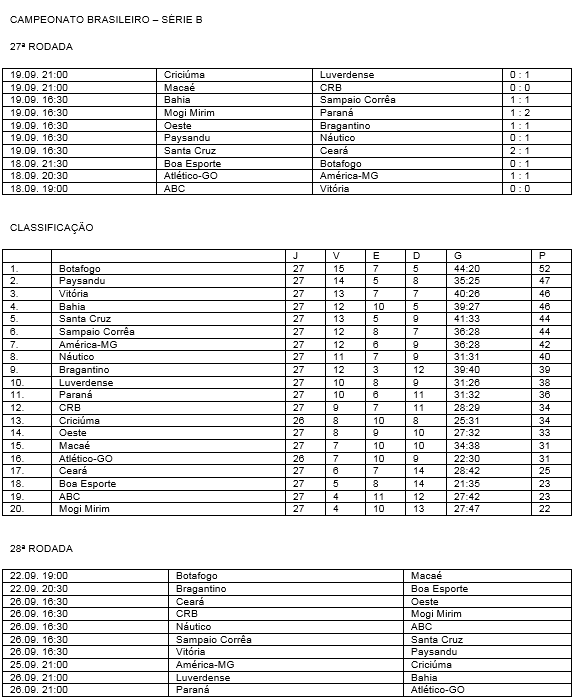 CAMPEONATO BRASILEIRO – SÉRIE B
27ª RODADA
19.09. 21:00 Criciúma Luverdense 0 : 1
19.09. 21:00 Macaé CRB 0 : 0
19.09. 16:30 Bahia Sampaio Corrêa 1 : 1
19.09. 16:30 Mogi Mirim Paraná 1 : 2
19.09. 16:30 Oeste Bragantino 1 : 1
19.09. 16:30 Paysandu Náutico 0 : 1
19.09. 16:30 Santa Cruz Ceará 2 : 1
18.09. 21:30 Boa Esporte Botafogo 0 : 1
18.09. 20:30 Atlético-GO América-MG 1 : 1
18.09. 19:00 ABC Vitória 0 : 0
CLASSIFICAÇÃO
J V E D G P
1. Botafogo 27 15 7 5 44:20 52
2. Paysandu 27 14 5 8 35:25 47
3. Vitória 27 13 7 7 40:26 46
4. Bahia 27 12 10 5 39:27 46
5. Santa Cruz 27 13 5 9 41:33 44
6. Sampaio Corrêa 27 12 8 7 36:28 44
7. América-MG 27 12 6 9 36:28 42
8. Náutico 27 11 7 9 31:31 40
9. Bragantino 27 12 3 12 39:40 39
10. Luverdense 27 10 8 9 31:26 38
11. Paraná 27 10 6 11 31:32 36
12. CRB 27 9 7 11 28:29 34
13. Criciúma 26 8 10 8 25:31 34
14. Oeste 27 8 9 10 27:32 33
15. Macaé 27 7 10 10 34:38 31
16. Atlético-GO 26 7 10 9 22:30 31
17. Ceará 27 6 7 14 28:42 25
18. Boa Esporte 27 5 8 14 21:35 23
19. ABC 27 4 11 12 27:42 23
20. Mogi Mirim 27 4 10 13 27:47 22
28ª RODADA
22.09. 19:00 Botafogo Macaé
22.09. 20:30 Bragantino Boa Esporte
26.09. 16:30 Ceará Oeste
26.09. 16:30 CRB Mogi Mirim
26.09. 16:30 Náutico ABC
26.09. 16:30 Sampaio Corrêa Santa Cruz
26.09. 16:30 Vitória Paysandu
25.09. 21:00 América-MG Criciúma
26.09. 21:00 Luverdense Bahia
26.09. 21:00 Paraná Atlético-GO